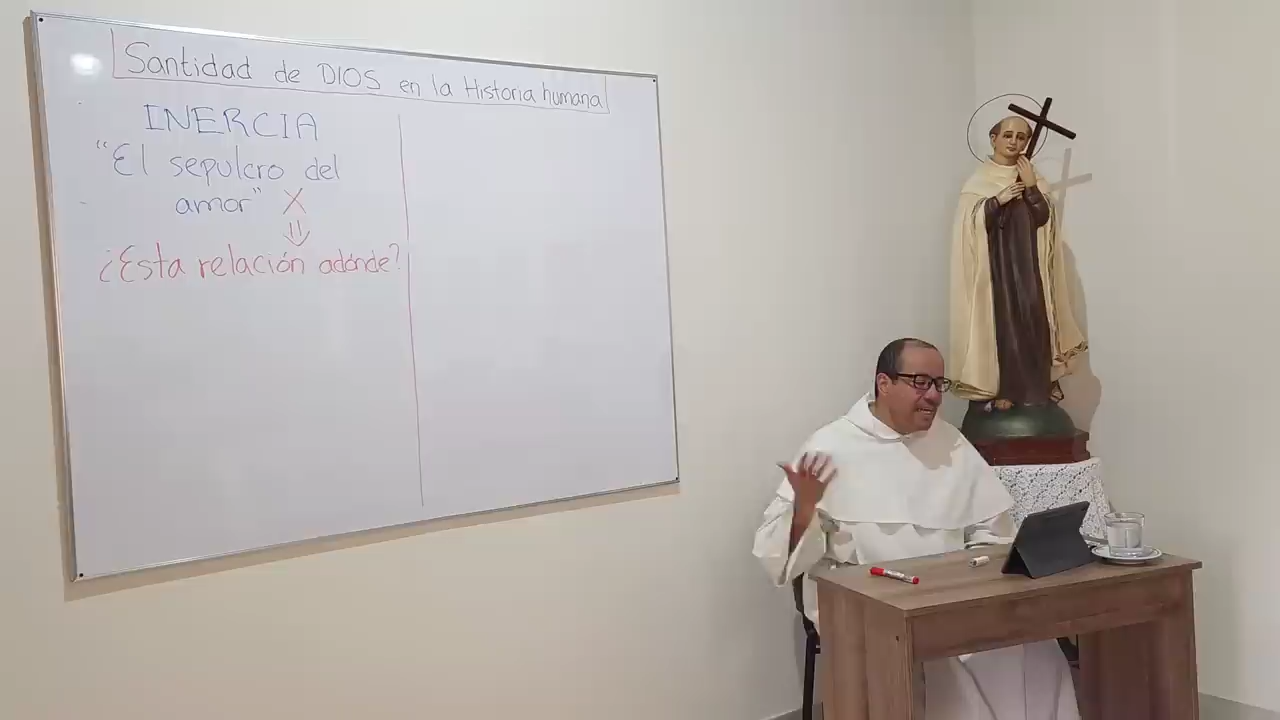 Santidad de DIOS en la Historia humana
INERCIA
"El sepulcro del
amor" X
¿Esta relación adónde?